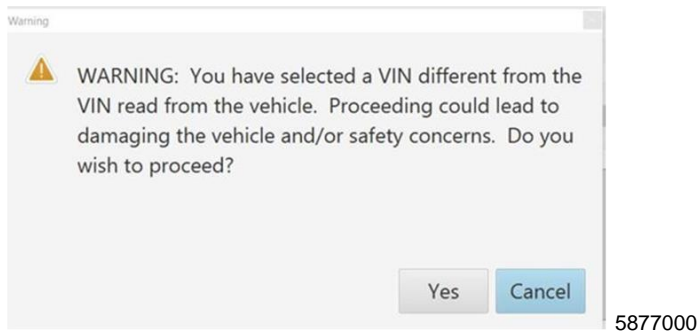 Warning
WARNING: You have selected a VIN different from the
VIN read from the vehicle. Proceeding could lead to
damaging the vehicle and/or safety concerns. Do you
wish to proceed?
Yes Cancel
5877000